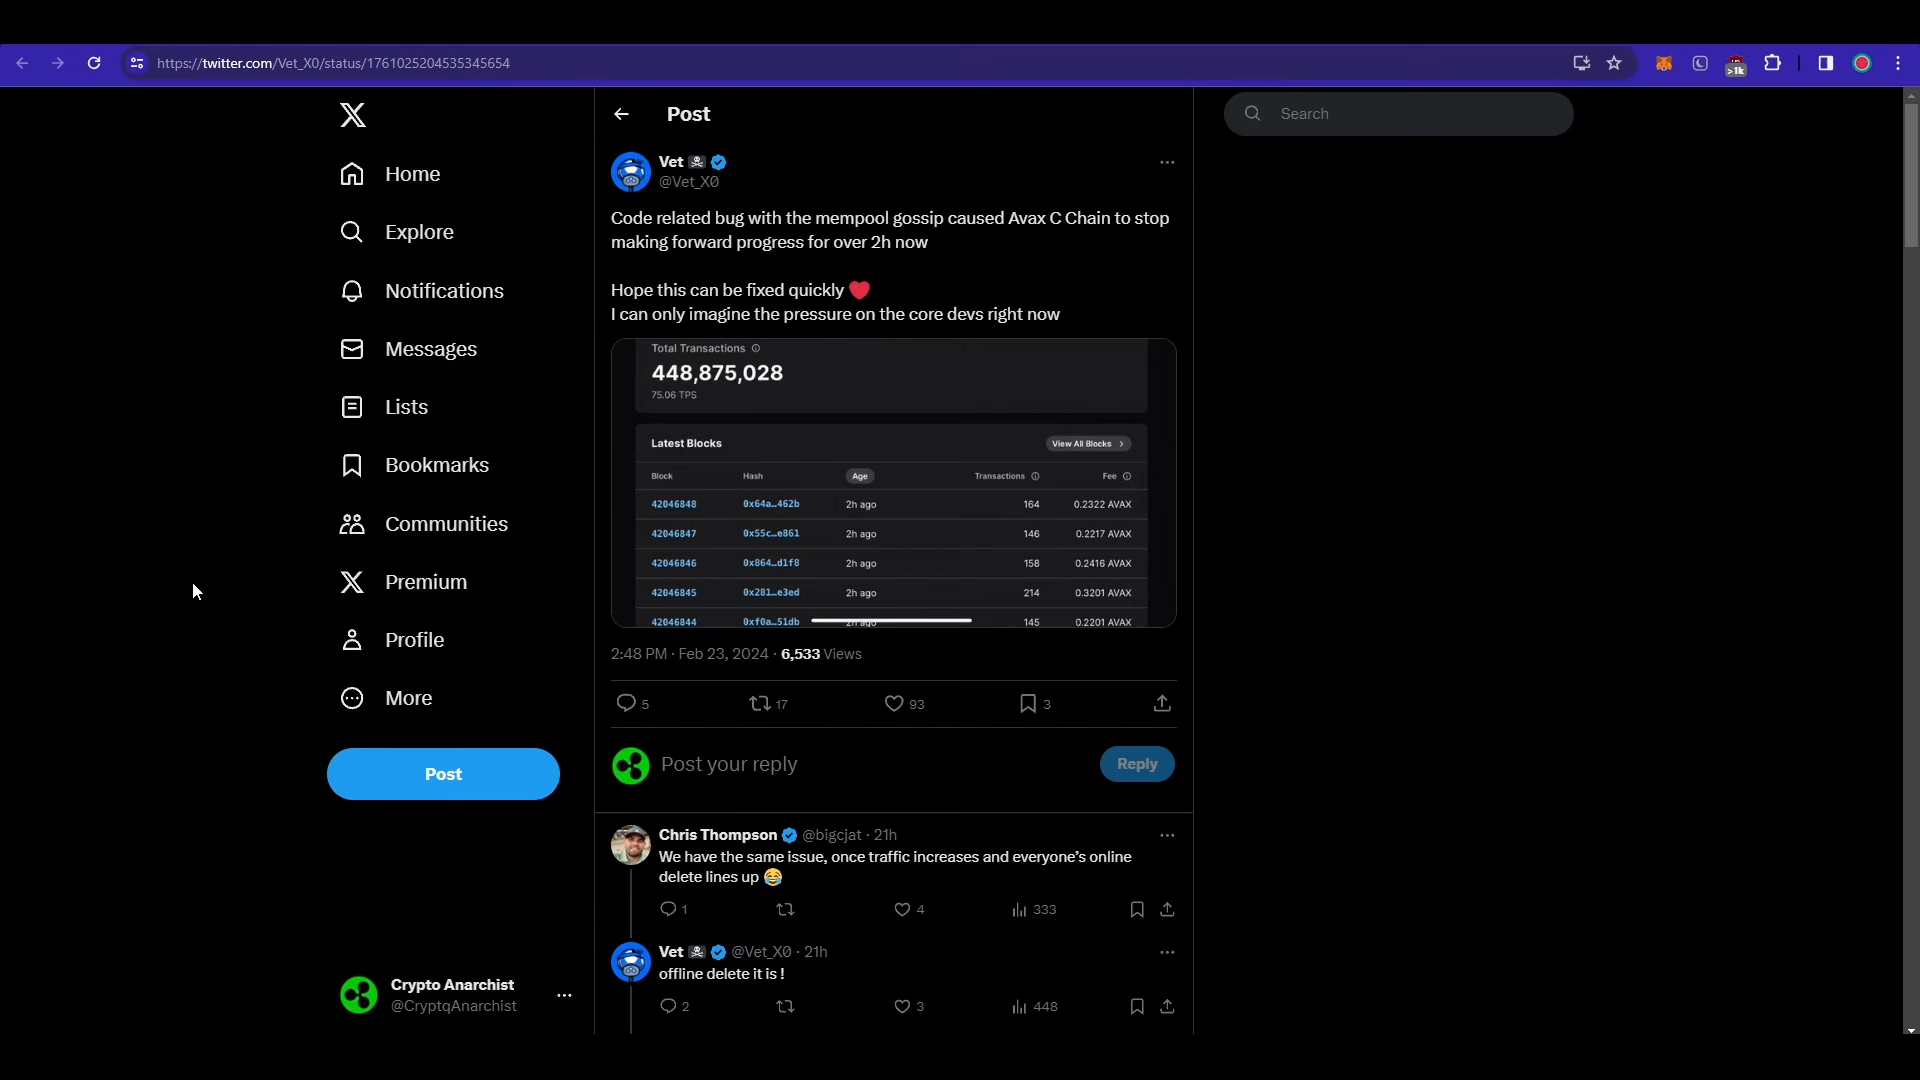 https://twitter.com/Vet_X0/status/1761025204535345654
>1k
Post
Search
Home
Explore
Notifications
Messages
Lists
Bookmarks
Communities
Premium
Profile
More
Post
Crypto Anarchist
@CryptqAnarchist
Vet
@Vet_X0
Code related bug with the mempool gossip caused Avax C Chain to stop
making forward progress for over 2h now
Hope this can be fixed quickly ❤️
I can only imagine the pressure on the core devs right now
Total Transactions
448,875,028
75.06 TPS
Latest Blocks
View All Blocks >
Block Hash Age Transactions Fee
42046848 0x64a…462b 2h ago 164 0.2322 AVAX
42046847 0x55c…e861 2h ago 146 0.2217 AVAX
42046846 0x864…d1f8 2h ago 158 0.2416 AVAX
42046845 0x281…e3ed 2h ago 214 0.3201 AVAX
42046844 0xf0a…51db 2h ago 145 0.2201 AVAX
2:48 PM · Feb 23, 2024 · 6,533 Views
5 17 93 3
Post your reply
Reply
Chris Thompson @bigcjat · 21h
We have the same issue, once traffic increases and everyone’s online
delete lines up 😂
1 4 333
Vet @Vet_X0 · 21h
offline delete it is !
2 3 448